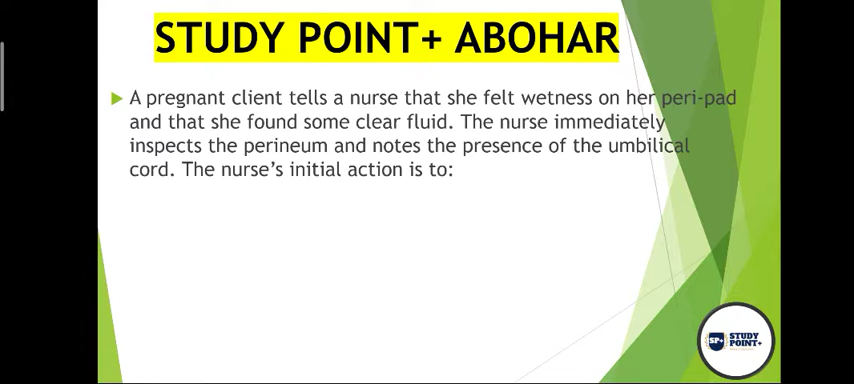 STUDY POINT+ ABOHAR
A pregnant client tells a nurse that she felt wetness on her peri-pad
and that she found some clear fluid. The nurse immediately
inspects the perineum and notes the presence of the umbilical
cord. The nurse's initial action is to:
SP+
STUDY
POINT+